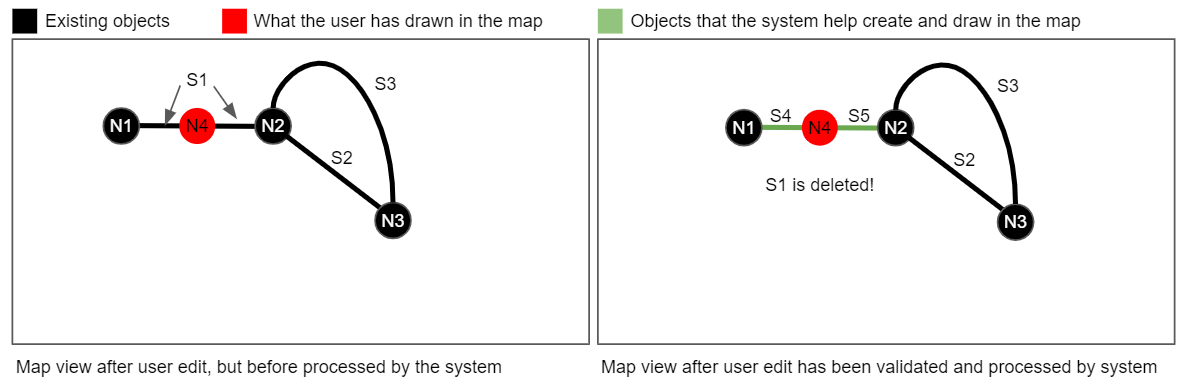 Existing objects
What the user has drawn in the map
Objects that the system help create and draw in the map
S1
S3
N1
N4
N2
S2
N3
S3
N1
S4
N4
S5
N2
S2
S1 is deleted!
N3
Map view after user edit, but before processed by the system
Map view after user edit has been validated and processed by system